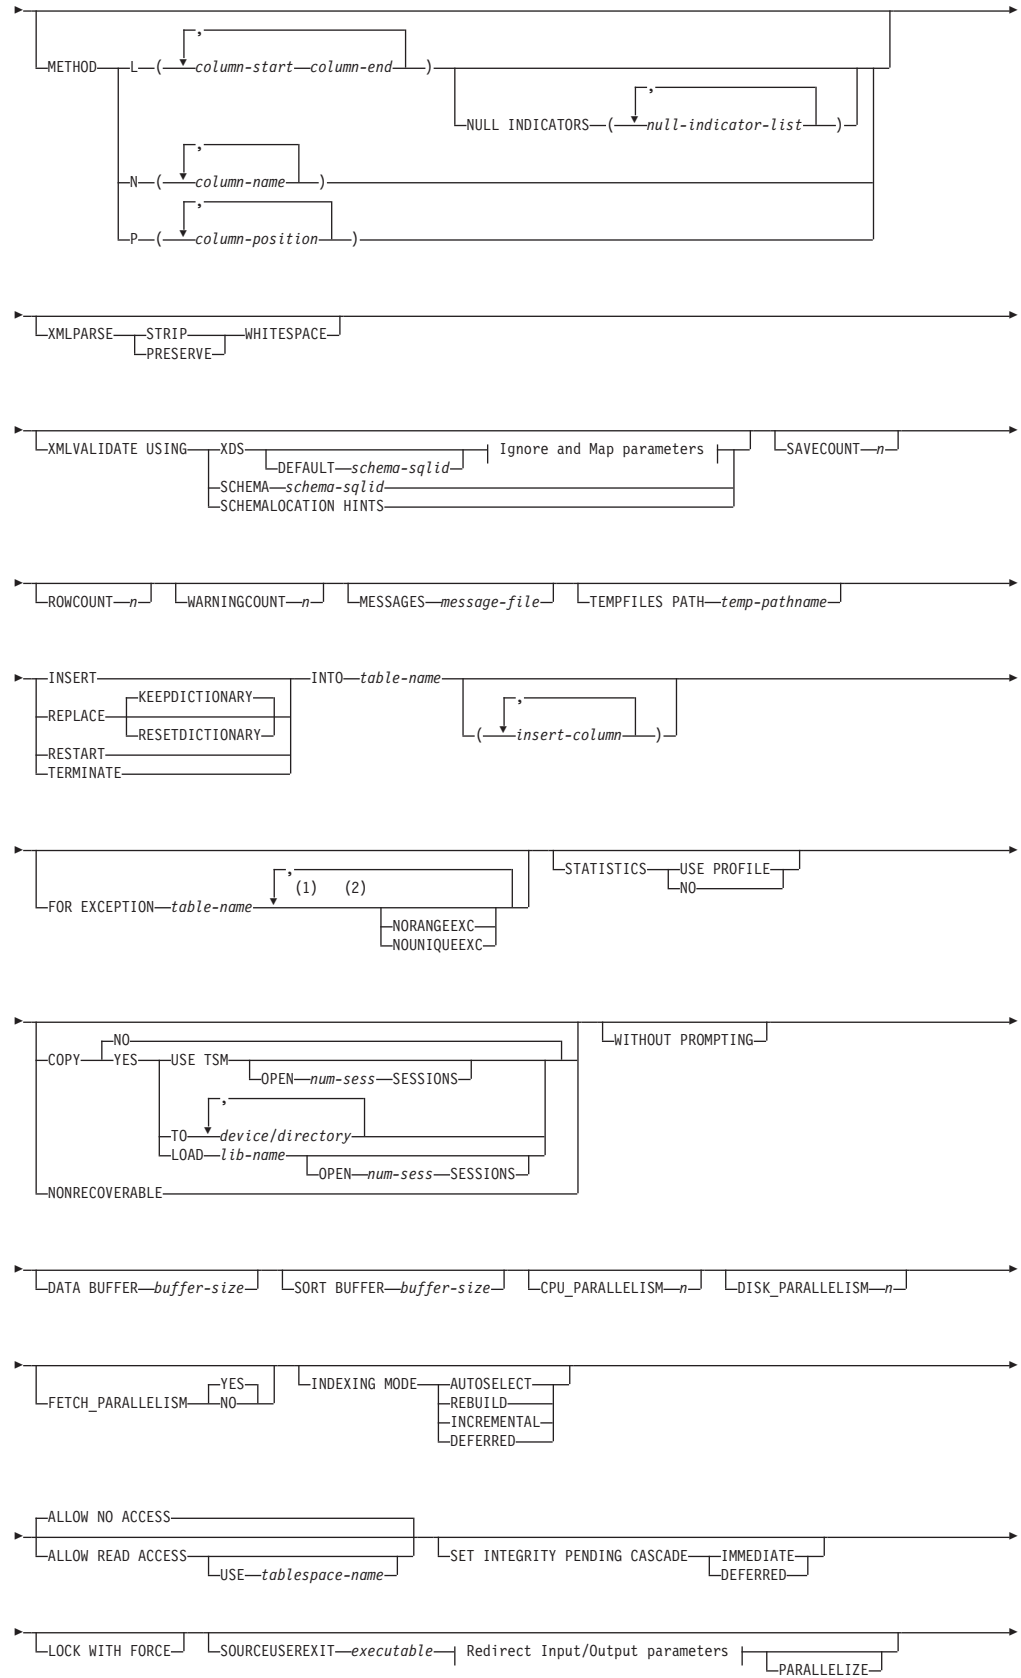 ,
METHOD L ( column-start column-end )
,
NULL INDICATORS ( null-indicator-list )
,
N ( column-name )
,
P ( column-position )
XMLPARSE STRIP WHITESPACE
PRESERVE
XMLVALIDATE USING XDS Ignore and Map parameters SAVECOUNT n
DEFAULT schema-sqlid
SCHEMA schema-sqlid
SCHEMALOCATION HINTS
ROWCOUNT n WARNINGCOUNT n MESSAGES message-file TEMPFILES PATH temp-pathname
INSERT INTO table-name
KEEPDICTIONARY ,
REPLACE
RESETDICTIONARY ( insert-column )
RESTART
TERMINATE
STATISTICS USE PROFILE
,
(1) (2) NO
FOR EXCEPTION table-name
NORANGEEXC
NOUNIQUEEXC
NO WITHOUT PROMPTING
COPY YES USE TSM
OPEN num-sess SESSIONS
,
TO device/directory
LOAD lib-name
OPEN num-sess SESSIONS
NONRECOVERABLE
DATA BUFFER buffer-size SORT BUFFER buffer-size CPU_PARALLELISM n DISK_PARALLELISM n
YES INDEXING MODE AUTOSELECT
FETCH_PARALLELISM NO REBUILD
INCREMENTAL
DEFERRED
ALLOW NO ACCESS
ALLOW READ ACCESS SET INTEGRITY PENDING CASCADE IMMEDIATE
USE tablespace-name DEFERRED
LOCK WITH FORCE SOURCEUSEREXIT executable Redirect Input/Output parameters
PARALLELIZE